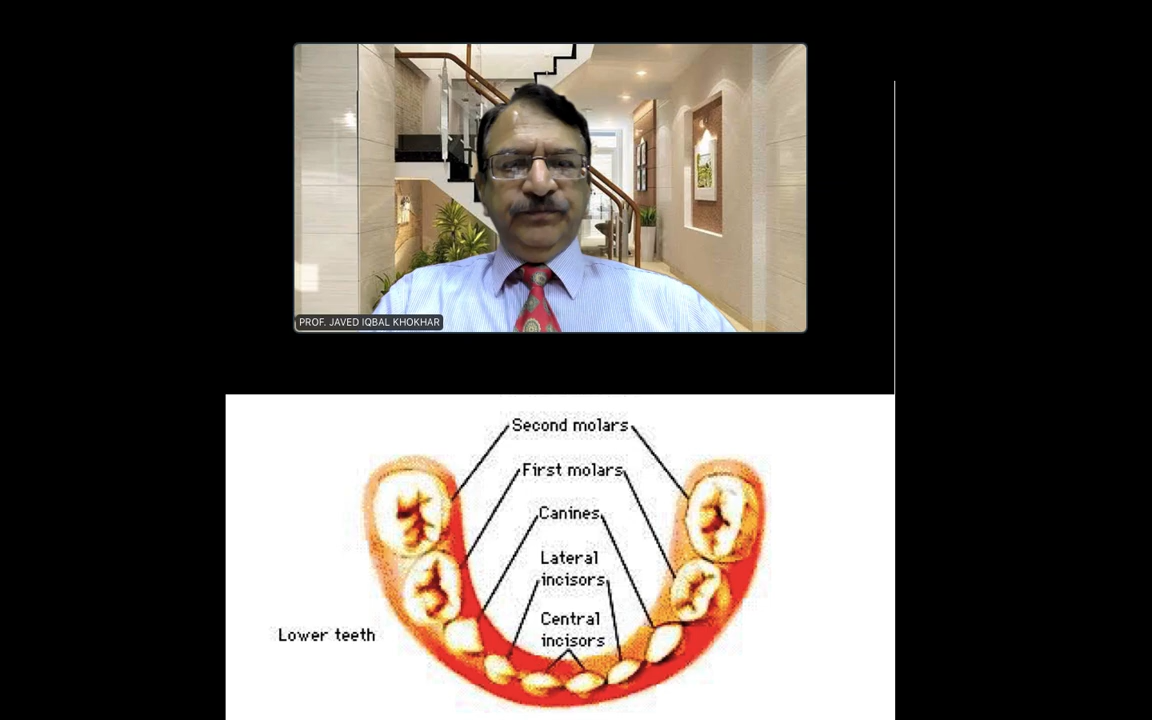 PROF. JAVED IQBAL KHOKHAR
Second molars
First molars
Canines
Lateral
incisors
Central
incisors
Lower teeth